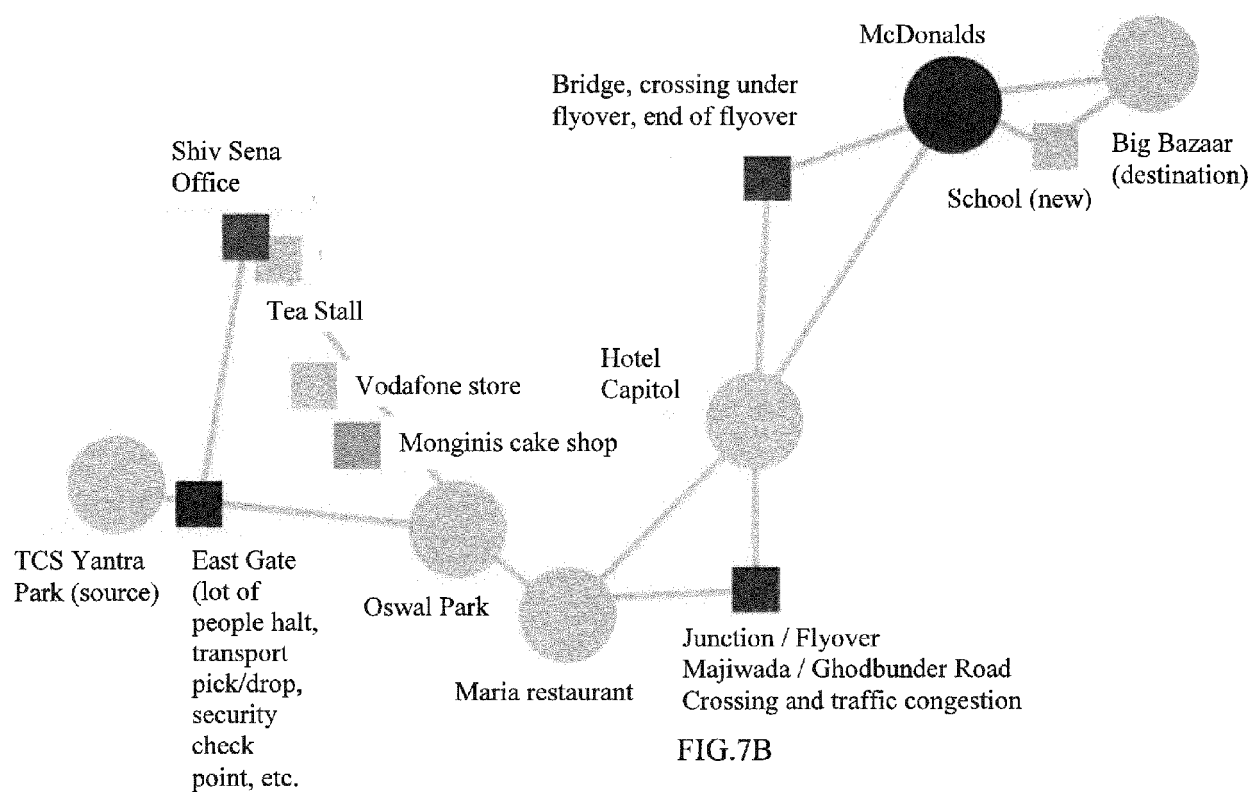 McDonalds
Bridge, crossing under
flyover, end of flyover
Big Bazaar
(destination)
School (new)
Shiv Sena
Office
Tea Stall
Vodafone store
Monginis cake shop
Hotel
Capitol
TCS Yantra
Park (source)
East Gate
(lot of
people halt,
transport
pick/drop,
security
check
point, etc.
Oswal Park
Maria restaurant
Junction / Flyover
Majiwada / Ghodbunder Road
Crossing and traffic congestion
FIG.7B